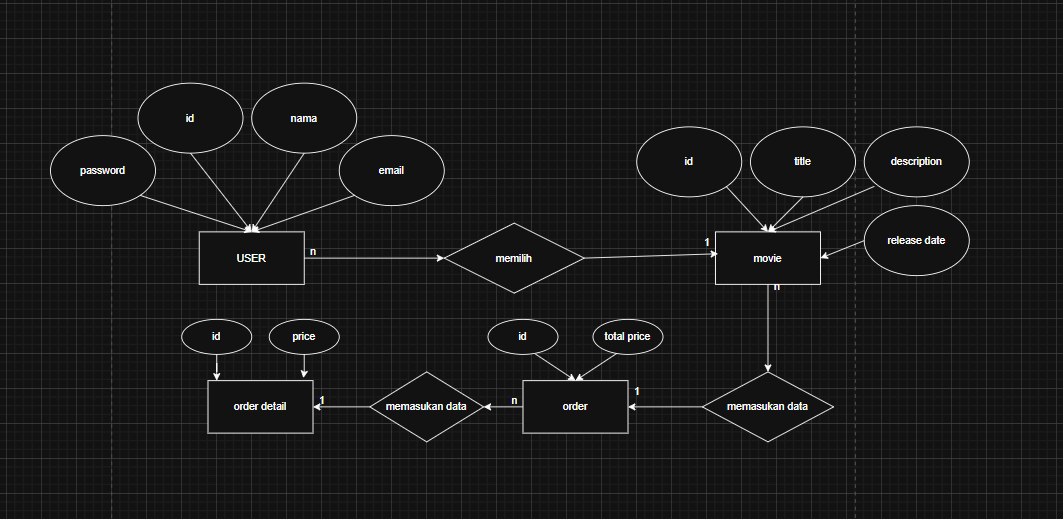 id
nama
password
email
id
title
description
release date
USER
n
memilih
1
movie
n
id
price
id
total price
order detail
1
memasukan data
n
order
1
memasukan data